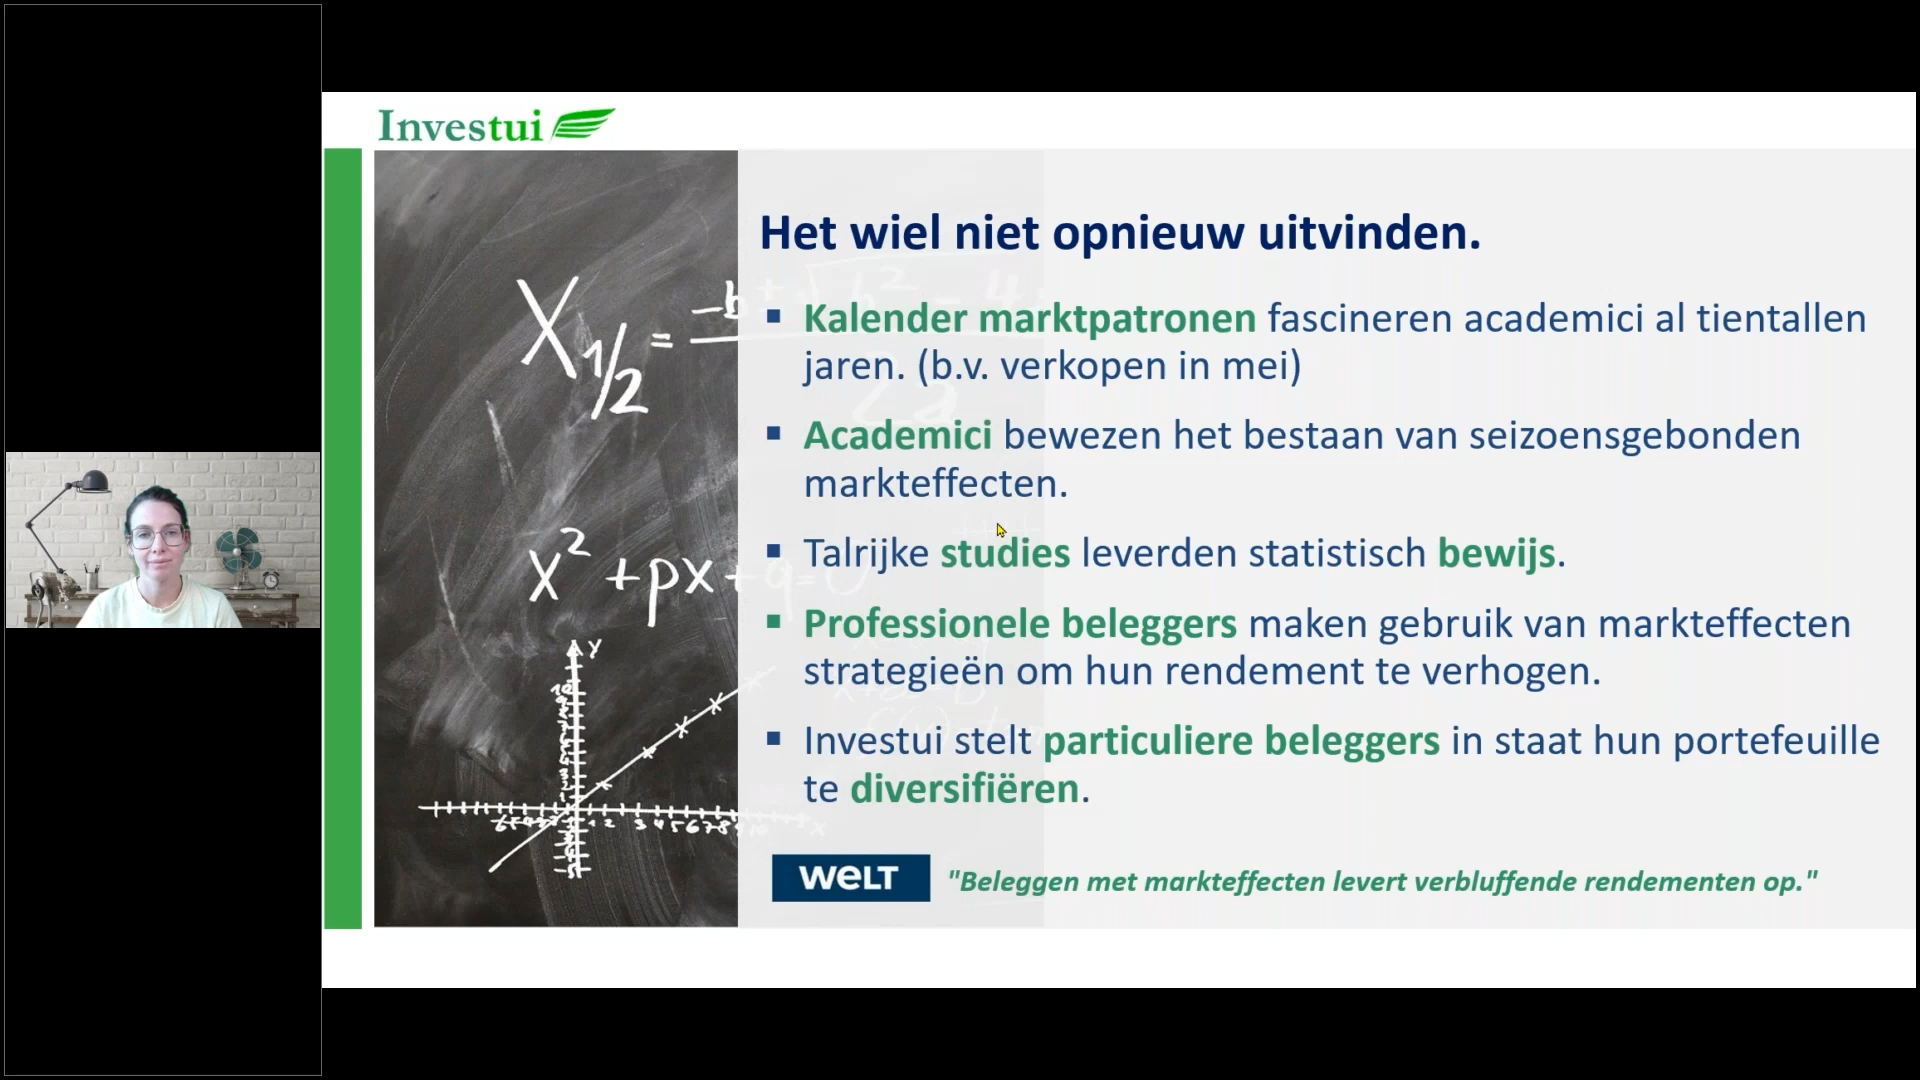 Investui
Het wiel niet opnieuw uitvinden.
▪ Kalender marktpatronen fascineren academici al tientallen
jaren. (b.v. verkopen in mei)
▪ Academici bewezen het bestaan van seizoensgebonden
markteffecten.
▪ Talrijke studies leverden statistisch bewijs.
▪ Professionele beleggers maken gebruik van markteffecten
strategieën om hun rendement te verhogen.
▪ Investui stelt particuliere beleggers in staat hun portefeuille
te diversifiëren.
WELT "Beleggen met markteffecten levert verbluffende rendementen op."
X1/2 = -b
x² + px + q = 0
Y